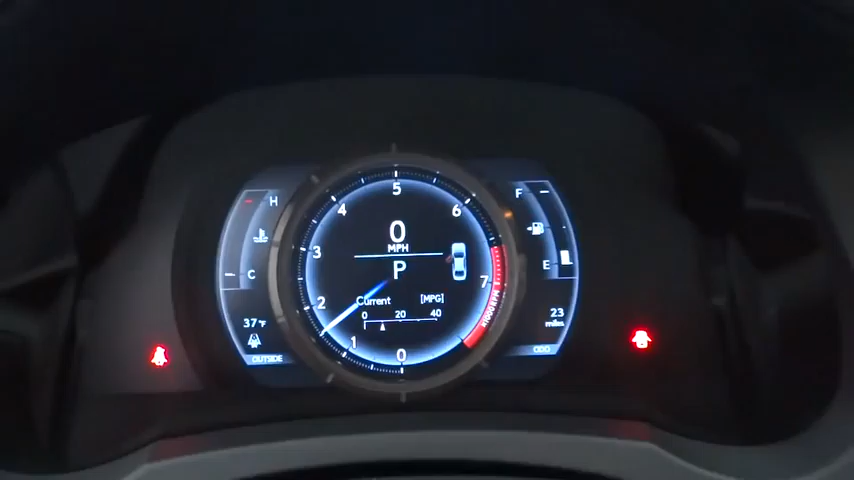 H
C
37°F
OUTSIDE
0
1
2
3
4
5
6
7
x1000RPM
0
MPH
P
Current [MPG]
0 20 40
F
E
23
miles
ODO